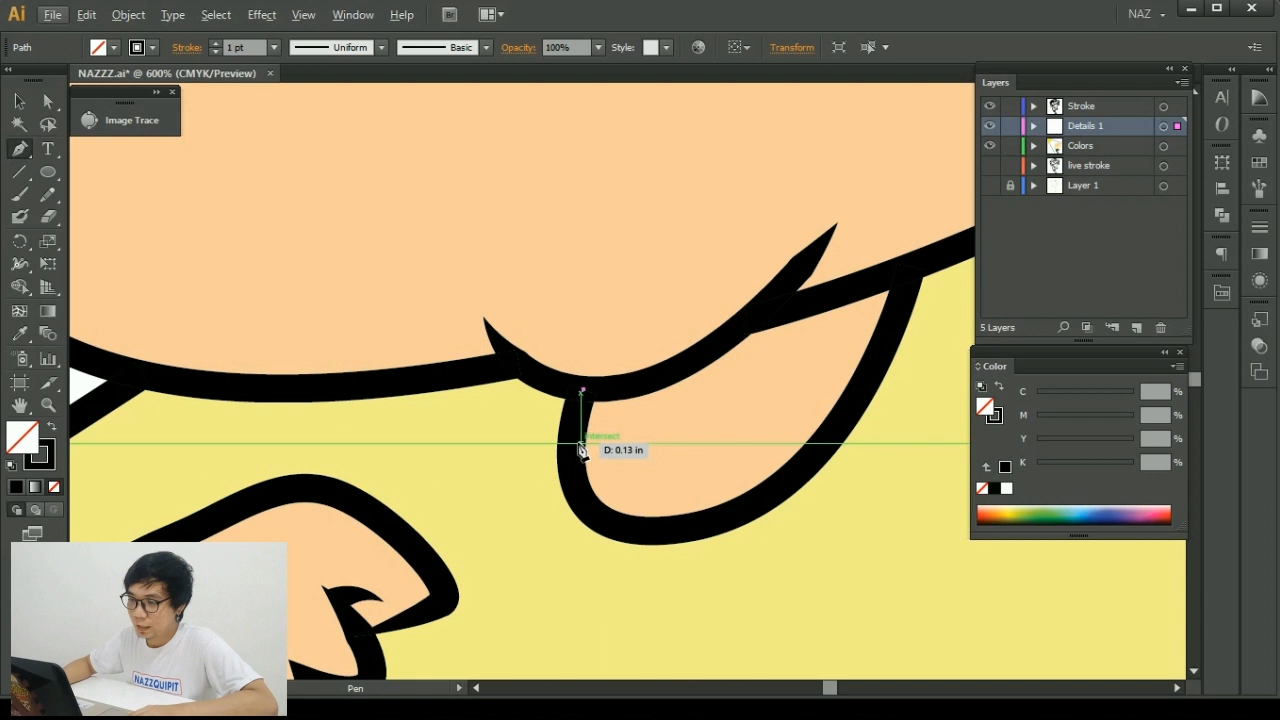 Ai File Edit Object Type Select Effect View Window Help Br NAZ
Path Stroke: 1 pt Uniform Basic Opacity: 100% Style: Transform
NAZZZ.ai* @ 600% (CMYK/Preview)
Image Trace
Layers
Stroke
Details 1
Colors
live stroke
Layer 1
5 Layers
Color
C %
M %
Y %
K %
intersect
D: 0.13 in
NAZZQUIPIT
Pen